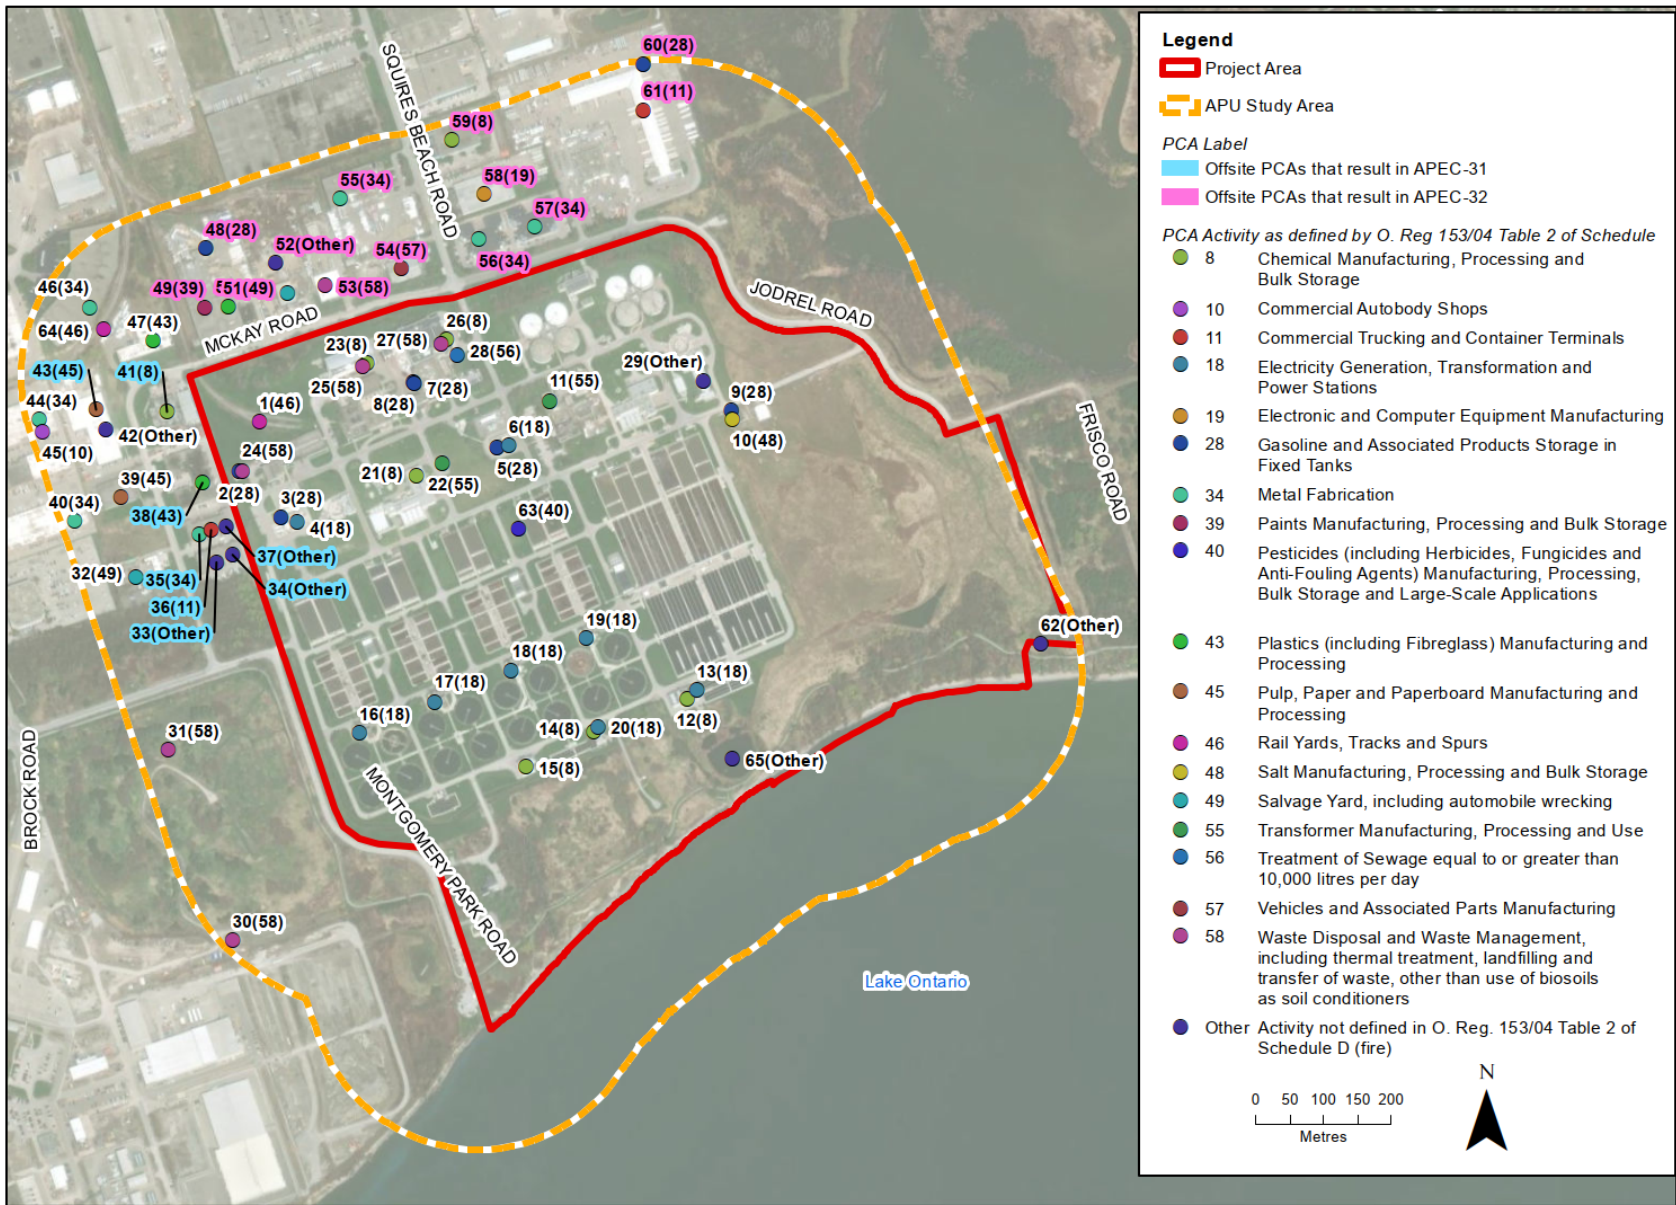 60(28)
61(11)
SQUIRES BEACH ROAD
59(8)
58(19)
55(34)
57(34)
56(34)
48(28)
52(Other)
54(57)
53(58)
49(39)
51(49)
46(34)
64(46)
47(43)
MCKAY ROAD
JODREL ROAD
26(8)
27(58)
23(8)
28(56)
25(58)
7(28)
8(28)
29(Other)
43(45)
41(8)
44(34)
42(Other)
45(10)
1(46)
11(55)
9(28)
10(48)
6(18)
5(28)
FRISCO ROAD
24(58)
21(8)
22(55)
39(45)
2(28)
3(28)
4(18)
40(34)
38(43)
63(40)
37(Other)
32(49)
35(34)
34(Other)
36(11)
33(Other)
62(Other)
19(18)
18(18)
17(18)
13(18)
12(8)
16(18)
14(8)
20(18)
15(8)
65(Other)
31(58)
BROCK ROAD
MONTGOMERY PARK ROAD
30(58)
Lake Ontario
Legend
Project Area
APU Study Area
PCA Label
Offsite PCAs that result in APEC-31
Offsite PCAs that result in APEC-32
PCA Activity as defined by O. Reg 153/04 Table 2 of Schedule
8 Chemical Manufacturing, Processing and
Bulk Storage
10 Commercial Autobody Shops
11 Commercial Trucking and Container Terminals
18 Electricity Generation, Transformation and
Power Stations
19 Electronic and Computer Equipment Manufacturing
28 Gasoline and Associated Products Storage in
Fixed Tanks
34 Metal Fabrication
39 Paints Manufacturing, Processing and Bulk Storage
40 Pesticides (including Herbicides, Fungicides and
Anti-Fouling Agents) Manufacturing, Processing,
Bulk Storage and Large-Scale Applications
43 Plastics (including Fibreglass) Manufacturing and
Processing
45 Pulp, Paper and Paperboard Manufacturing and
Processing
46 Rail Yards, Tracks and Spurs
48 Salt Manufacturing, Processing and Bulk Storage
49 Salvage Yard, including automobile wrecking
55 Transformer Manufacturing, Processing and Use
56 Treatment of Sewage equal to or greater than
10,000 litres per day
57 Vehicles and Associated Parts Manufacturing
58 Waste Disposal and Waste Management,
including thermal treatment, landfilling and
transfer of waste, other than use of biosoils
as soil conditioners
Other Activity not defined in O. Reg. 153/04 Table 2 of
Schedule D (fire)
N
0 50 100 150 200
Metres